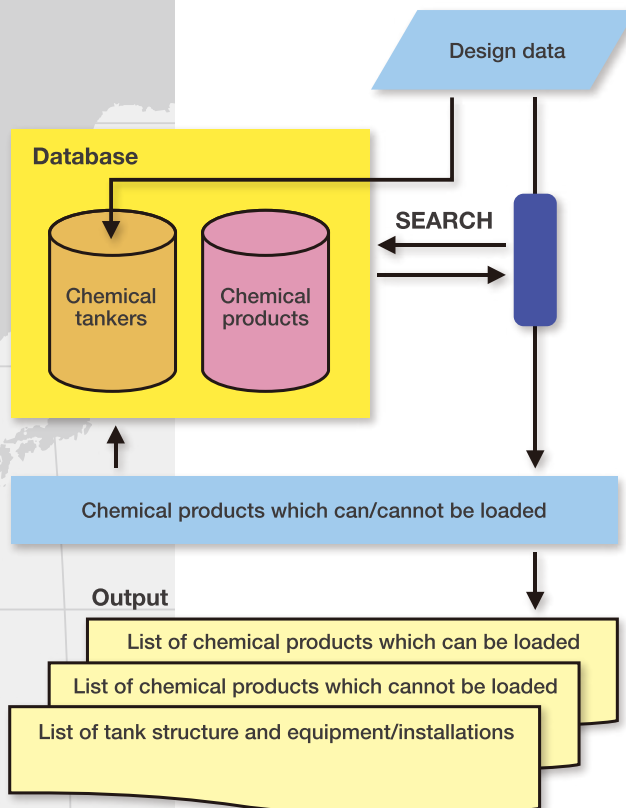 Design data
Database
SEARCH
Chemical
tankers
Chemical
products
Chemical products which can/cannot be loaded
Output
List of chemical products which can be loaded
List of chemical products which cannot be loaded
List of tank structure and equipment/installations